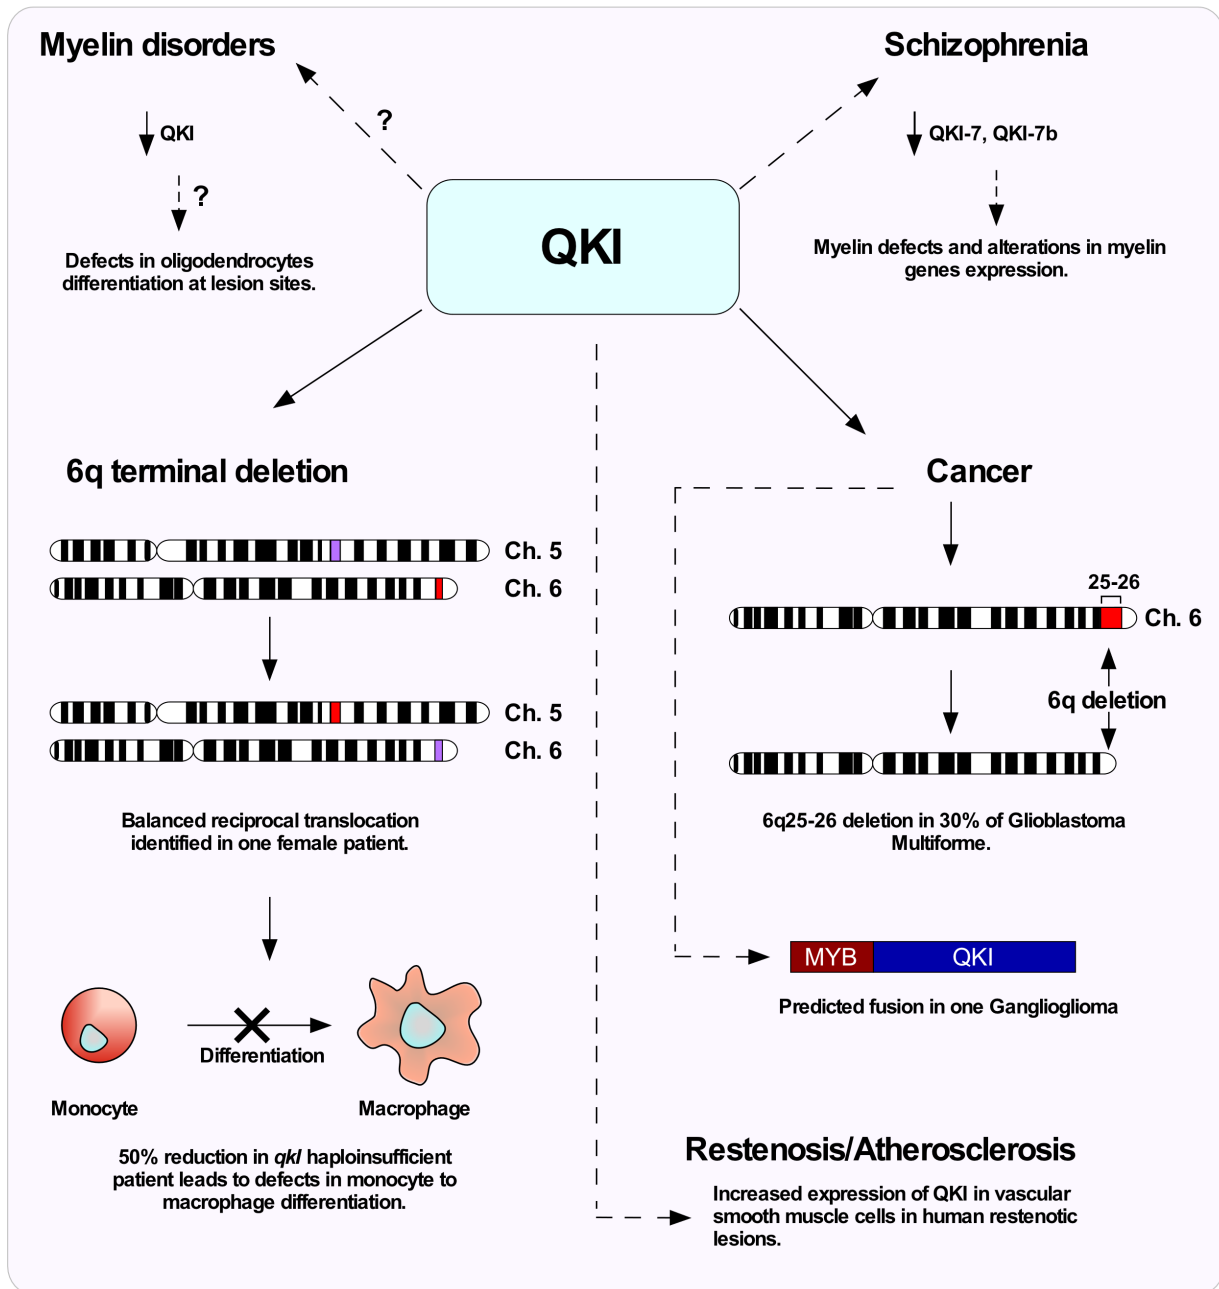 Myelin disorders
?
QKI
?
Defects in oligodendrocytes
differentiation at lesion sites.
Schizophrenia
QKI-7, QKI-7b
Myelin defects and alterations in myelin
genes expression.
QKI
6q terminal deletion
Ch. 5
Ch. 6
Ch. 5
Ch. 6
Balanced reciprocal translocation
identified in one female patient.
Differentiation
Monocyte
Macrophage
50% reduction in qkI haploinsufficient
patient leads to defects in monocyte to
macrophage differentiation.
Cancer
25-26
Ch. 6
6q deletion
6q25-26 deletion in 30% of Glioblastoma
Multiforme.
MYB
QKI
Predicted fusion in one Ganglioglioma
Restenosis/Atherosclerosis
Increased expression of QKI in vascular
smooth muscle cells in human restenotic
lesions.